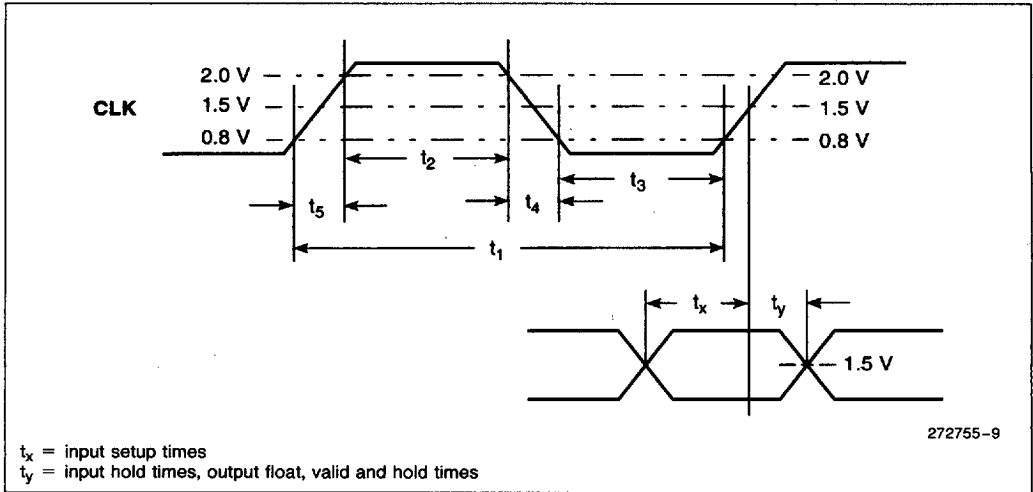 2.0 V
2.0 V
CLK
1.5 V
1.5 V
0.8 V
0.8 V
t2
t3
t5
t4
t1
tx
ty
1.5 V
272755-9
tx = input setup times
ty = input hold times, output float, valid and hold times